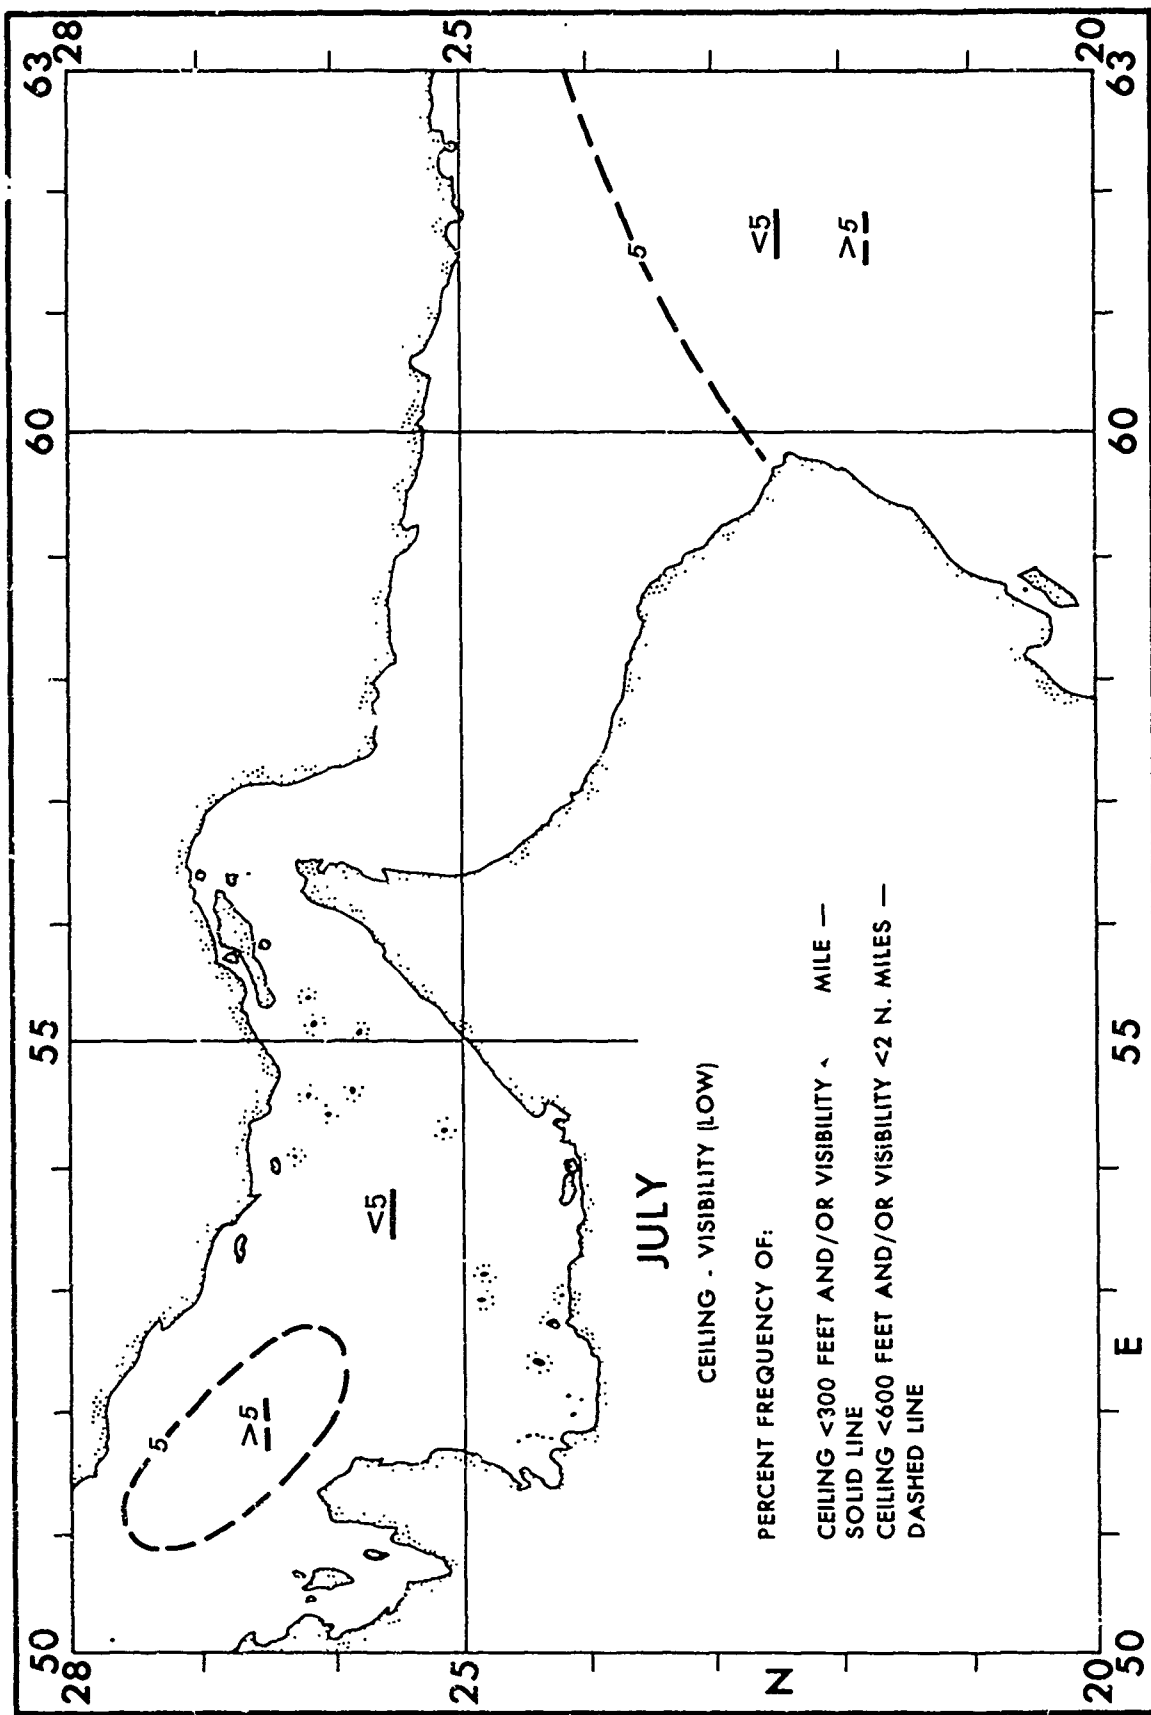 50
55
60
63
28
28
5
>5
<5
25
25
5
<5
>5
JULY
CEILING - VISIBILITY (LOW)
PERCENT FREQUENCY OF:
CEILING <300 FEET AND/OR VISIBILITY MILE —
SOLID LINE
CEILING <600 FEET AND/OR VISIBILITY <2 N. MILES —
DASHED LINE
N
20
20
50
E
55
60
63